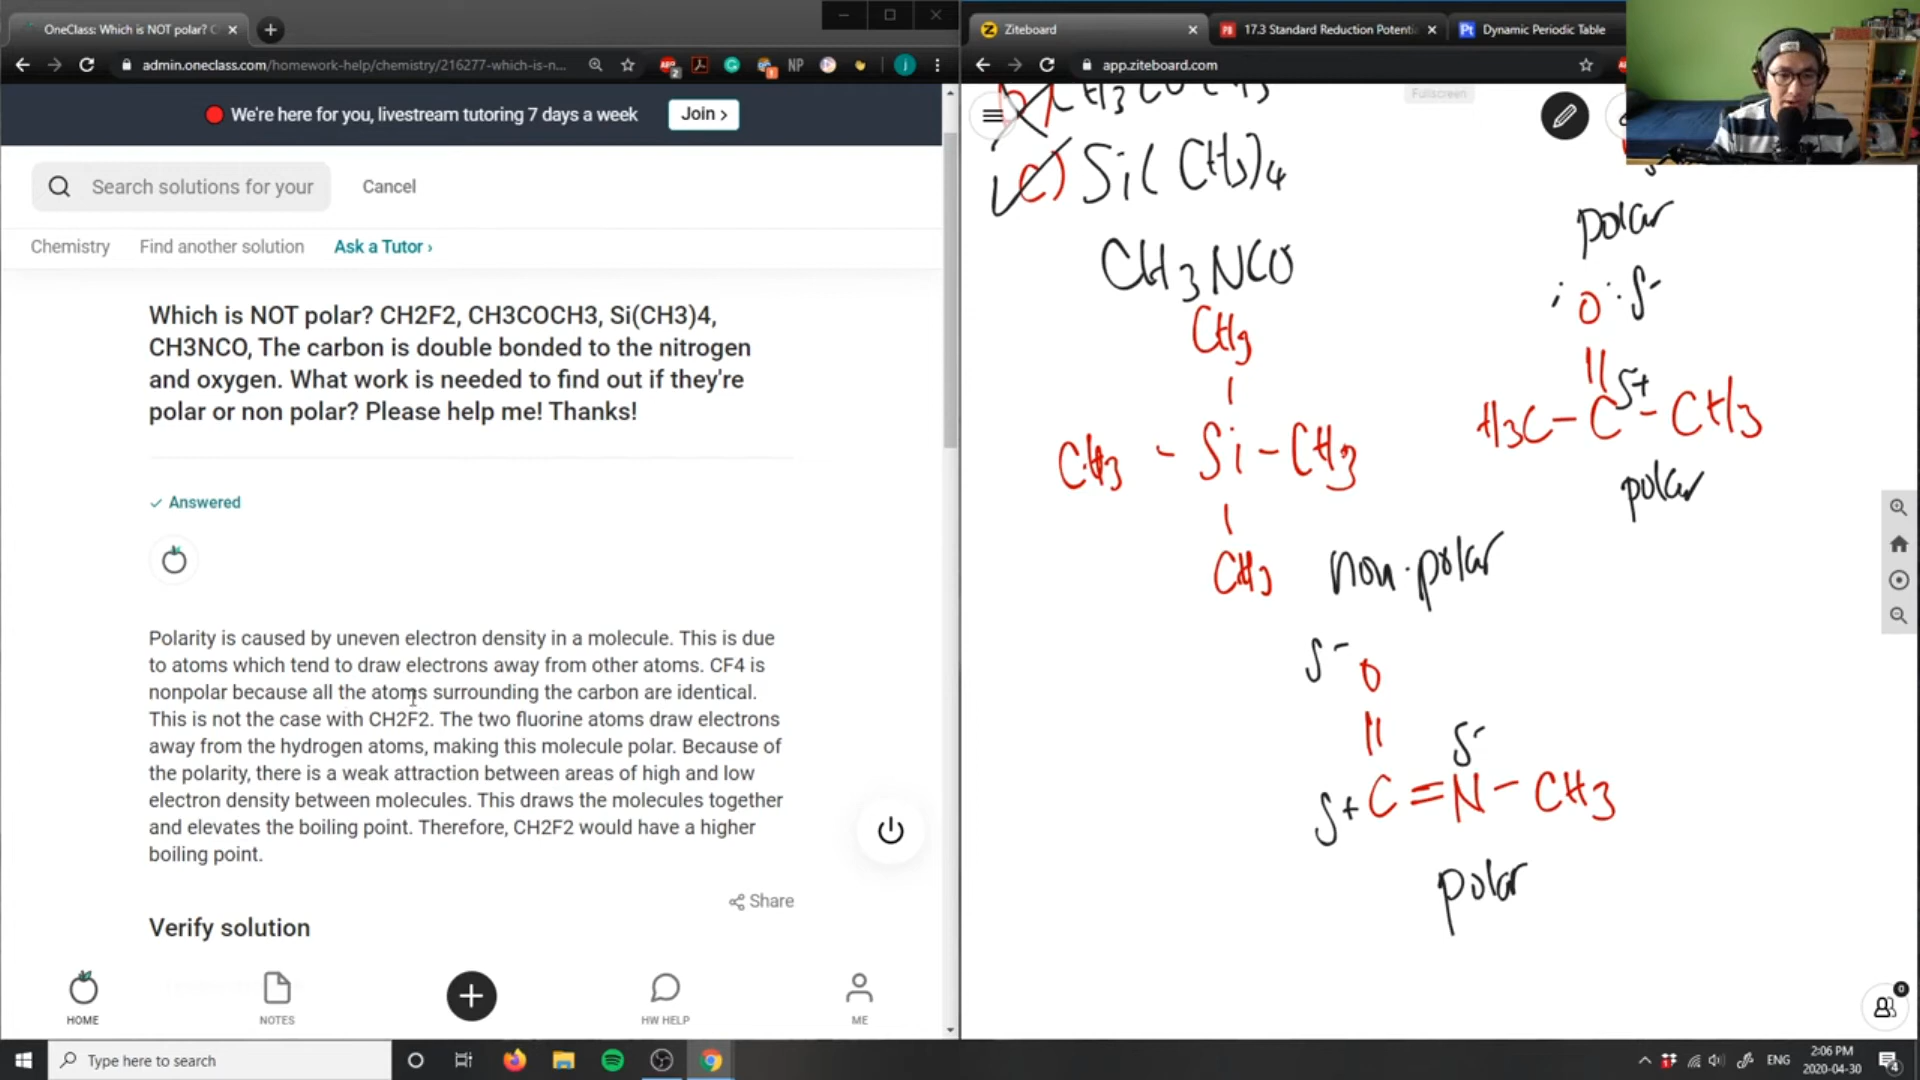 OneClass: Which is NOT polar? C
Ziteboard
17.3 Standard Reduction Potentia
Dynamic Periodic Table
admin.oneclass.com/homework-help/chemistry/216277-which-is-n...
app.ziteboard.com
We're here for you, livestream tutoring 7 days a week
Join >
Search solutions for your
Cancel
Chemistry
Find another solution
Ask a Tutor ›
Which is NOT polar? CH2F2, CH3COCH3, Si(CH3)4,
CH3NCO, The carbon is double bonded to the nitrogen
and oxygen. What work is needed to find out if they're
polar or non polar? Please help me! Thanks!
Answered
Polarity is caused by uneven electron density in a molecule. This is due
to atoms which tend to draw electrons away from other atoms. CF4 is
nonpolar because all the atoms surrounding the carbon are identical.
This is not the case with CH2F2. The two fluorine atoms draw electrons
away from the hydrogen atoms, making this molecule polar. Because of
the polarity, there is a weak attraction between areas of high and low
electron density between molecules. This draws the molecules together
and elevates the boiling point. Therefore, CH2F2 would have a higher
boiling point.
Share
Verify solution
HOME
NOTES
HW HELP
ME
Fullscreen
b) CH3COCH3
c) Si(CH3)4
CH3NCO
CH3
CH3 - Si - CH3
CH3
non-polar
polar
O δ-
δ+
H3C - C - CH3
polar
δ- O
δ-
δ+ C = N - CH3
polar
0
Type here to search
ENG
2:06 PM
2020-04-30
4